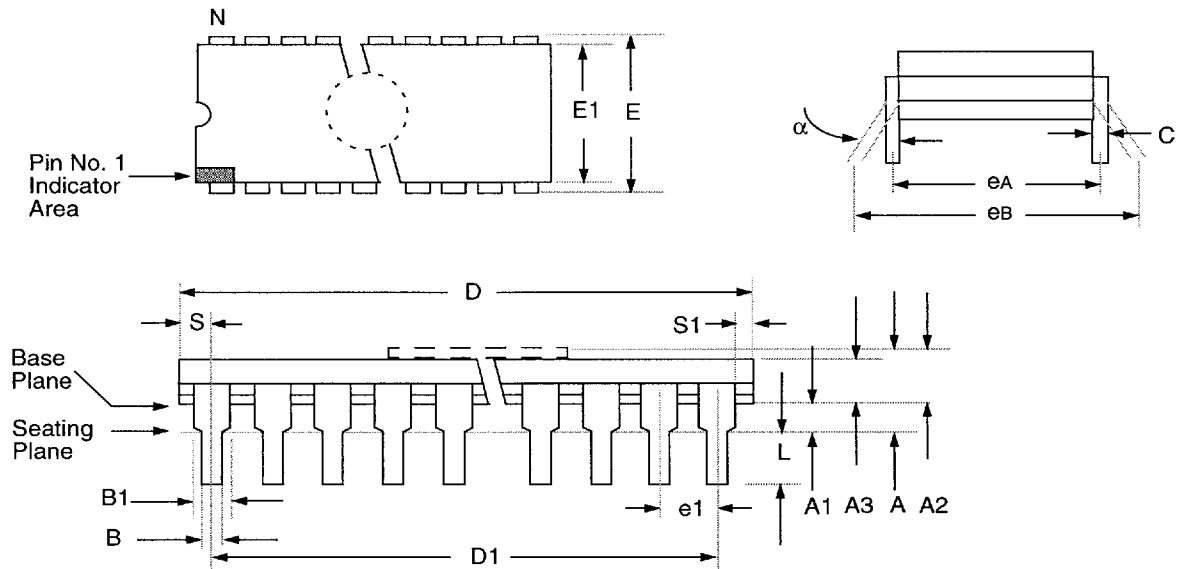 N
E1
E
Pin No. 1
Indicator
Area
α
C
eA
eB
D
S
S1
Base
Plane
Seating
Plane
L
B1
e1
A1
A3
A
A2
B
D1